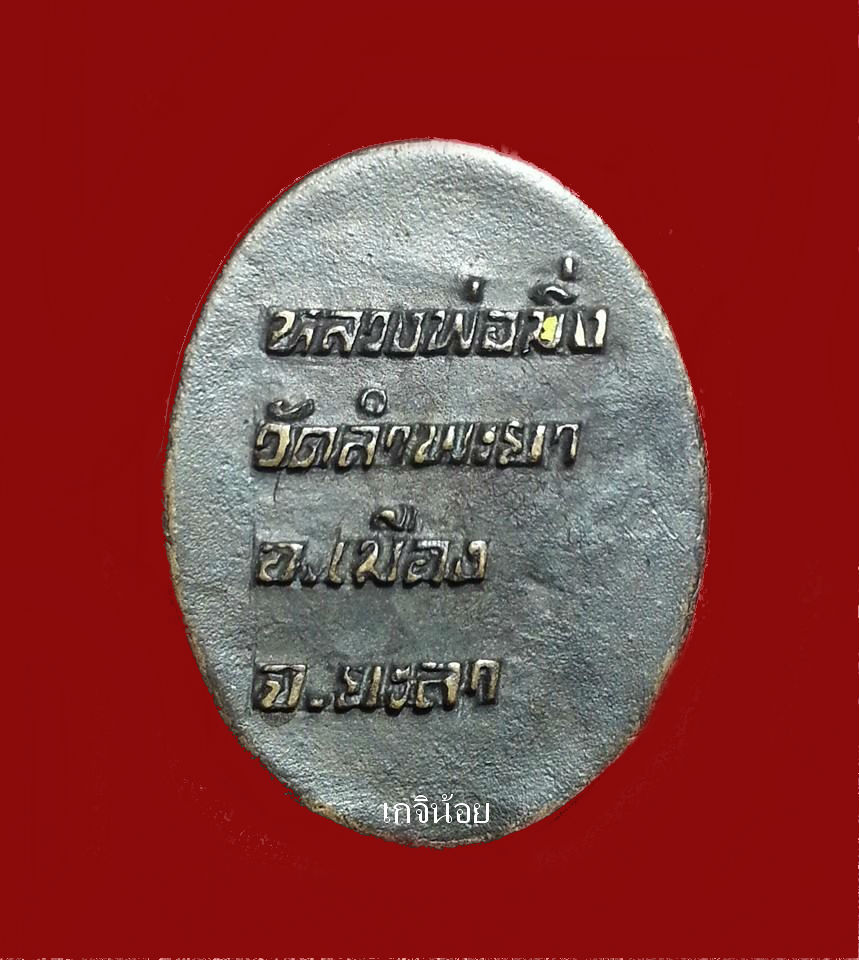 หลวงพ่อมิ่ง
วัดลำพะยา
อ.เมือง
จ.ยะลา
เกจิน้อย